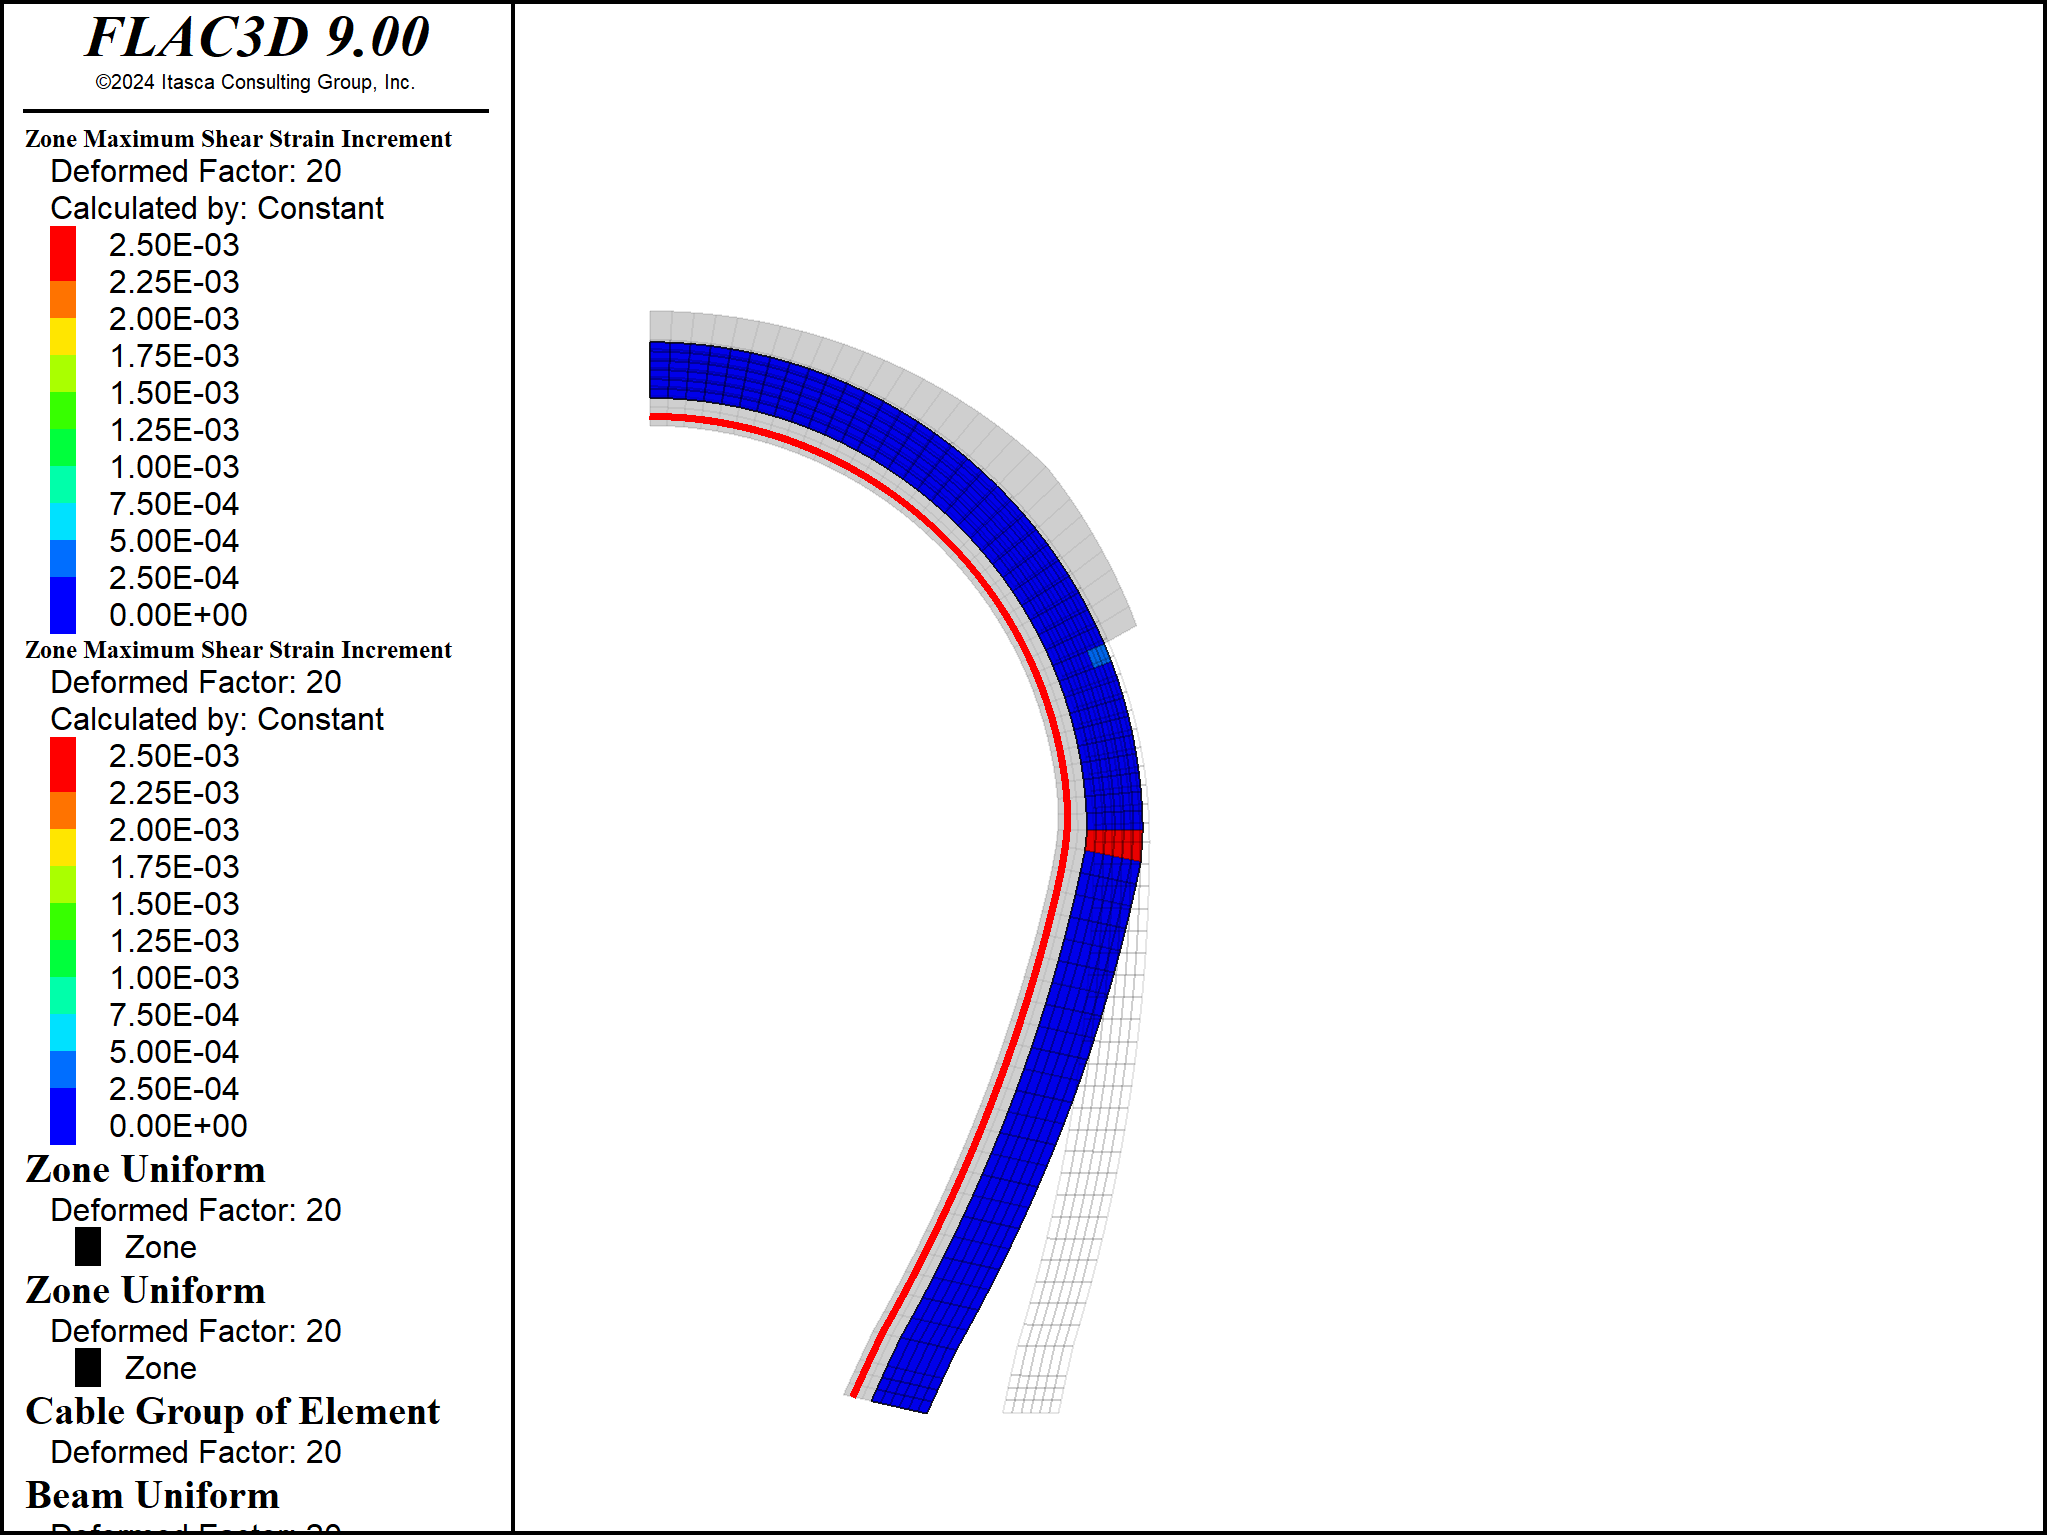 FLAC3D 9.00
©2024 Itasca Consulting Group, Inc.
Zone Maximum Shear Strain Increment
Deformed Factor: 20
Calculated by: Constant
2.50E-03
2.25E-03
2.00E-03
1.75E-03
1.50E-03
1.25E-03
1.00E-03
7.50E-04
5.00E-04
2.50E-04
0.00E+00
Zone Maximum Shear Strain Increment
Deformed Factor: 20
Calculated by: Constant
2.50E-03
2.25E-03
2.00E-03
1.75E-03
1.50E-03
1.25E-03
1.00E-03
7.50E-04
5.00E-04
2.50E-04
0.00E+00
Zone Uniform
Deformed Factor: 20
Zone
Zone Uniform
Deformed Factor: 20
Zone
Cable Group of Element
Deformed Factor: 20
Beam Uniform